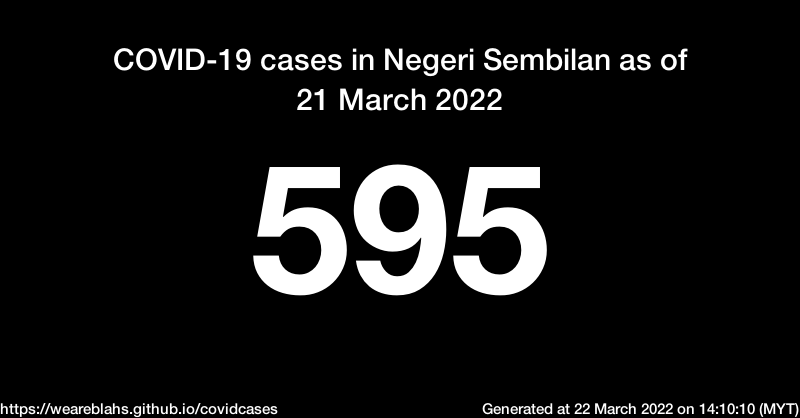 COVID-19 cases in Negeri Sembilan as of
21 March 2022
595
https://weareblahs.github.io/covidcases
Generated at 22 March 2022 on 14:10:10 (MYT)